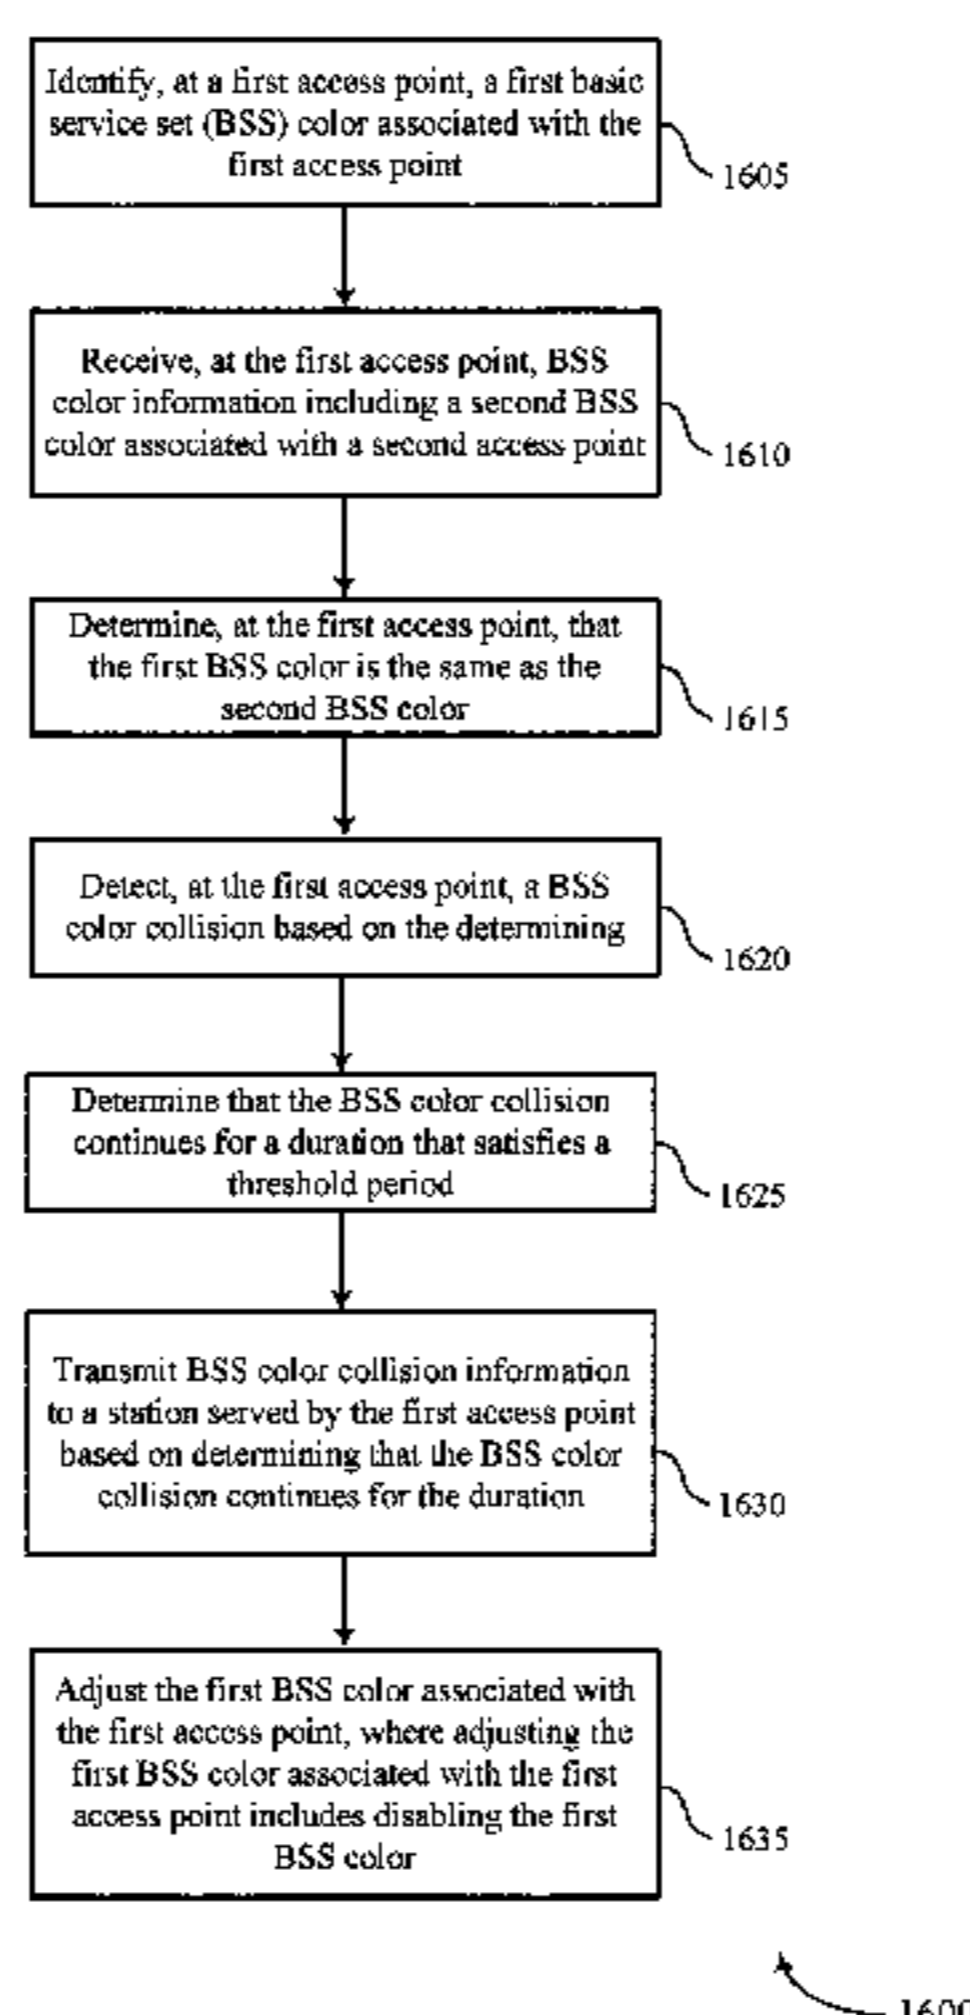 Identify, at a first access point, a first basic
service set (BSS) color associated with the
first access point
1605
Receive, at the first access point, BSS
color information including a second BSS
color associated with a second access point
1610
Determine, at the first access point, that
the first BSS color is the same as the
second BSS color
1615
Detect, at the first access point, a BSS
color collision based on the determining
1620
Determine that the BSS color collision
continues for a duration that satisfies a
threshold period
1625
Transmit BSS color collision information
to a station served by the first access point
based on determining that the BSS color
collision continues for the duration
1630
Adjust the first BSS color associated with
the first access point, where adjusting the
first BSS color associated with the first
access point includes disabling the first
BSS color
1635
1600